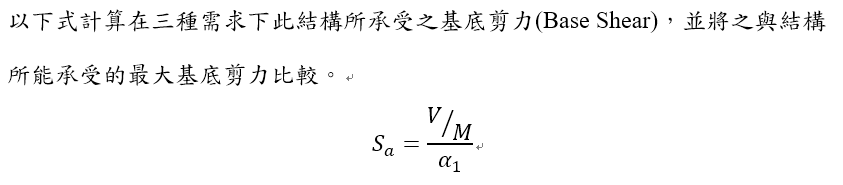 以下式計算在三種需求下此結構所承受之基底剪力(Base Shear)，並將之與結構
所能承受的最大基底剪力比較。
Sₐ = (V/M)/α₁